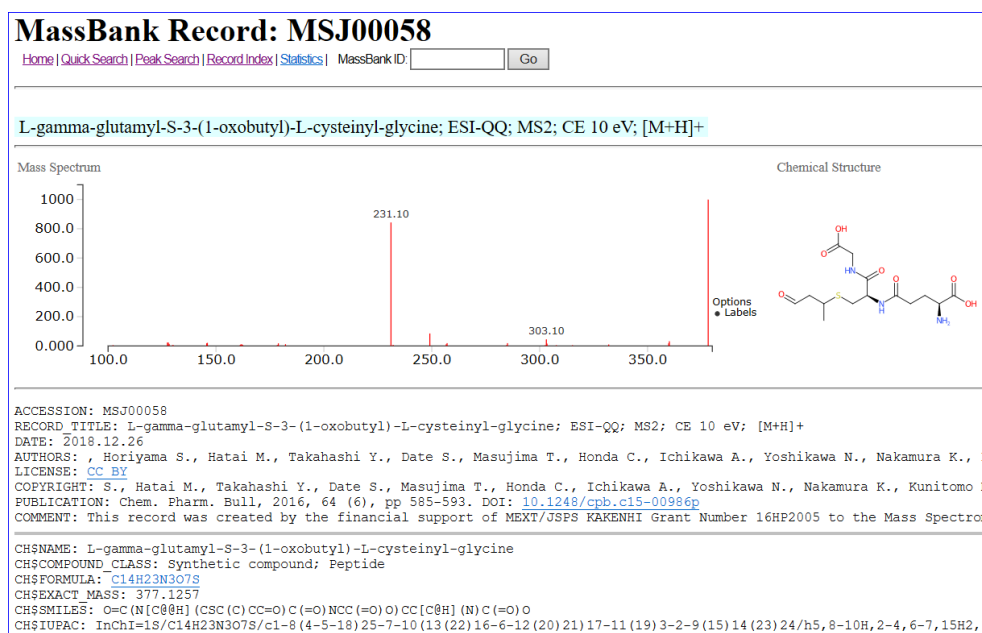 MassBank Record: MSJ00058
Home | Quick Search | Peak Search | Record Index | Statistics | MassBank ID: Go
L-gamma-glutamyl-S-3-(1-oxobutyl)-L-cysteinyl-glycine; ESI-QQ; MS2; CE 10 eV; [M+H]+
Mass Spectrum
Chemical Structure
1000
800.0
600.0
400.0
200.0
0.000
231.10
303.10
100.0 150.0 200.0 250.0 300.0 350.0
Options
Labels
OH
O
HN
O
O
O
O
S
N
H
OH
NH2
ACCESSION: MSJ00058
RECORD_TITLE: L-gamma-glutamyl-S-3-(1-oxobutyl)-L-cysteinyl-glycine; ESI-QQ; MS2; CE 10 eV; [M+H]+
DATE: 2018.12.26
AUTHORS: , Horiyama S., Hatai M., Takahashi Y., Date S., Masujima T., Honda C., Ichikawa A., Yoshikawa N., Nakamura K.,
LICENSE: CC BY
COPYRIGHT: S., Hatai M., Takahashi Y., Date S., Masujima T., Honda C., Ichikawa A., Yoshikawa N., Nakamura K., Kunitomo
PUBLICATION: Chem. Pharm. Bull, 2016, 64 (6), pp 585-593. DOI: 10.1248/cpb.c15-00986p
COMMENT: This record was created by the financial support of MEXT/JSPS KAKENHI Grant Number 16HP2005 to the Mass Spectro
CH$NAME: L-gamma-glutamyl-S-3-(1-oxobutyl)-L-cysteinyl-glycine
CH$COMPOUND_CLASS: Synthetic compound; Peptide
CH$FORMULA: C14H23N3O7S
CH$EXACT_MASS: 377.1257
CH$SMILES: O=C(N[C@@H](CSC(C)CC=O)C(=O)NCC(=O)O)CC[C@H](N)C(=O)O
CH$IUPAC: InChI=1S/C14H23N3O7S/c1-8(4-5-18)25-7-10(13(22)16-6-12(20)21)17-11(19)3-2-9(15)14(23)24/h5,8-10H,2-4,6-7,15H2,